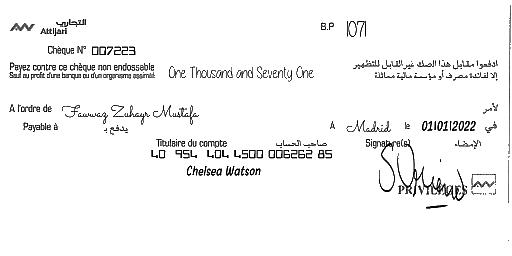 التجاري
Attijari
B.P 1071
Chèque N° 007223
Payez contre ce chèque non endossable
Sauf au profit d'une banque ou d'un organisme assimilé
One Thousand and Seventy One
ادفعوا مقابل هذا الصك غير القابل للتظهير
إلا لفائدة مصرف أو مؤسسة مالية مماثلة
A l'ordre de Fawwaz Zuhayr Mustafa لأمر
Payable à يدفع بـ A Madrid le 01/01/2022 في
Titulaire du compte صاحب الحساب Signature(s) الإمضاء
40 954 404 4500 006262 85
Chelsea Watson
PRIVILEGES